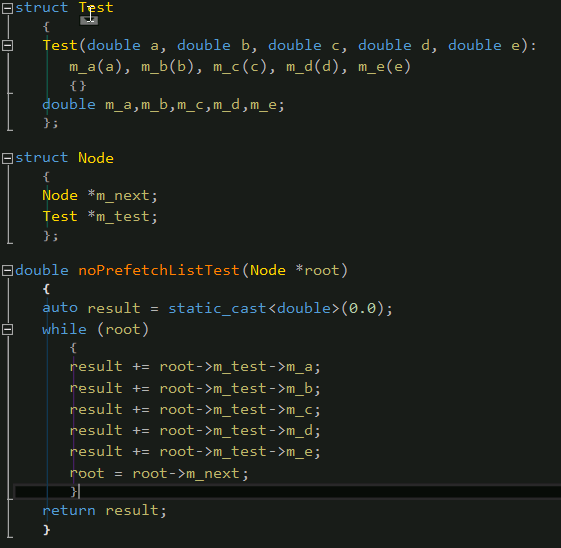 struct Test
{
Test(double a, double b, double c, double d, double e):
m_a(a), m_b(b), m_c(c), m_d(d), m_e(e)
{}
double m_a,m_b,m_c,m_d,m_e;
};
struct Node
{
Node *m_next;
Test *m_test;
};
double noPrefetchListTest(Node *root)
{
auto result = static_cast<double>(0.0);
while (root)
{
result += root->m_test->m_a;
result += root->m_test->m_b;
result += root->m_test->m_c;
result += root->m_test->m_d;
result += root->m_test->m_e;
root = root->m_next;
}
return result;
}